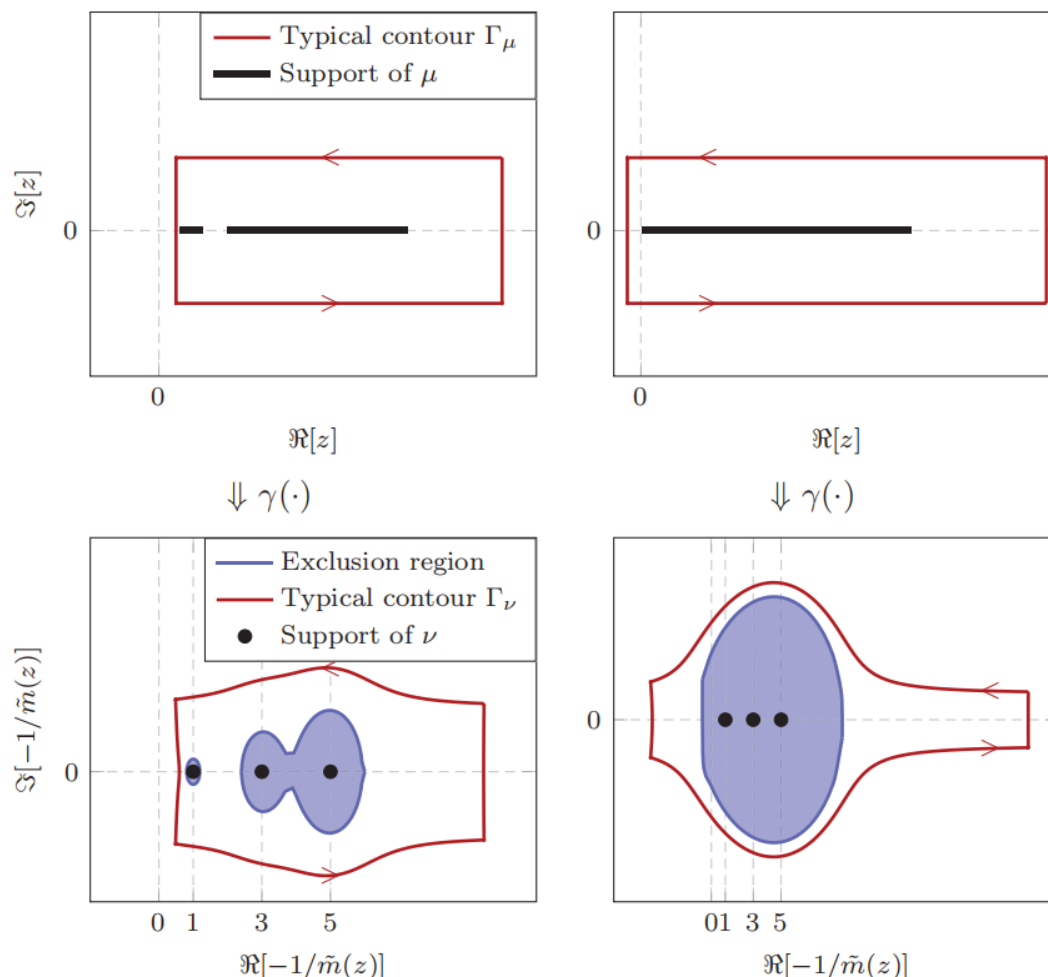 Typical contour Γ_μ
Support of μ
ℑ[z]
0
0
0
0
ℜ[z]
ℜ[z]
⇓ γ(·)
⇓ γ(·)
Exclusion region
Typical contour Γ_ν
Support of ν
ℑ[−1/m̃(z)]
0
0
0 1 3 5
01 3 5
ℜ[−1/m̃(z)]
ℜ[−1/m̃(z)]